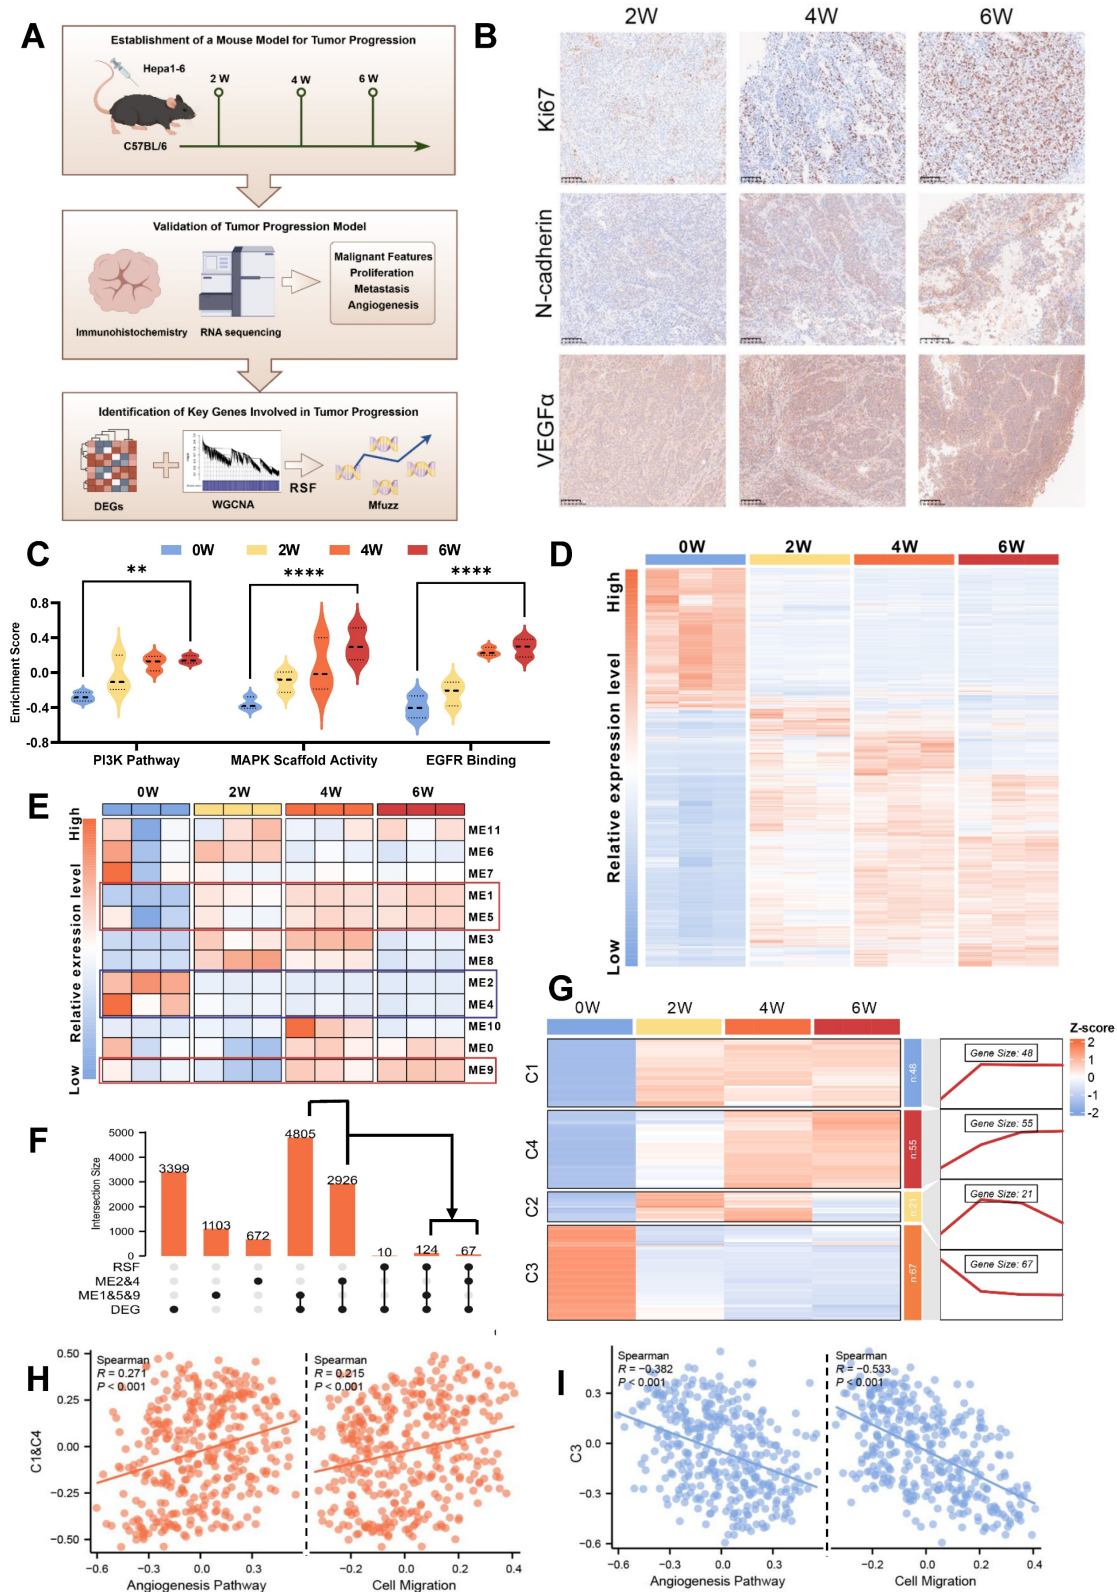 A
Establishment of a Mouse Model for Tumor Progression
Hepa1-6
2 W
4 W
6 W
C57BL/6
Validation of Tumor Progression Model
Malignant Features
Proliferation
Metastasis
Angiogenesis
Immunohistochemistry
RNA sequencing
Identification of Key Genes Involved in Tumor Progression
RSF
DEGs
WGCNA
Mfuzz
B
2W
4W
6W
Ki67
N-cadherin
VEGFα
C
0W
2W
4W
6W
**
****
****
Enrichment Score
0.8
0.4
0.0
-0.4
-0.8
PI3K Pathway
MAPK Scaffold Activity
EGFR Binding
D
0W
2W
4W
6W
High
Relative expression level
Low
E
0W
2W
4W
6W
High
Relative expression level
Low
ME11
ME6
ME7
ME1
ME5
ME3
ME8
ME2
ME4
ME10
ME0
ME9
F
Intersection Size
5000
4000
3000
2000
1000
0
3399
1103
672
4805
2926
10
124
67
RSF
ME2&4
ME1&5&9
DEG
G
0W
2W
4W
6W
C1
C4
C2
C3
n:48
n:55
n:21
n:67
Gene Size: 48
Gene Size: 55
Gene Size: 21
Gene Size: 67
Z-score
2
1
0
-1
-2
H
Spearman
R = 0.271
P < 0.001
Spearman
R = 0.215
P < 0.001
C1&C4
0.50
0.25
0.00
−0.25
−0.50
−0.6
−0.3
0.0
0.3
Angiogenesis Pathway
−0.2
0.0
0.2
0.4
Cell Migration
I
Spearman
R = −0.382
P < 0.001
Spearman
R = −0.533
P < 0.001
C3
0.3
0.0
−0.3
−0.6
−0.6
−0.3
0.0
0.3
Angiogenesis Pathway
−0.2
0.0
0.2
0.4
Cell Migration